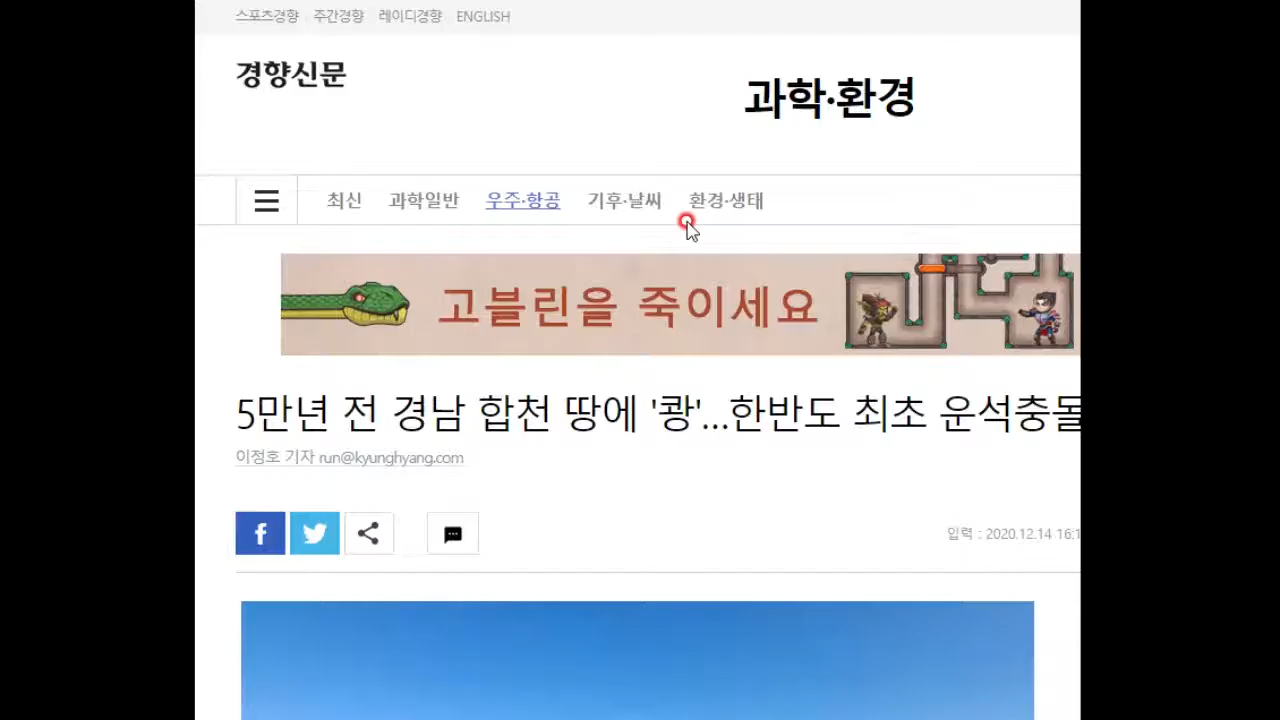 스포츠경향 주간경향 레이디경향 ENGLISH
경향신문
과학·환경
최신 과학일반 우주·항공 기후·날씨 환경·생태
고블린을 죽이세요
5만년 전 경남 합천 땅에 '쾅'...한반도 최초 운석충돌
이정호 기자 run@kyunghyang.com
f
입력 : 2020.12.14 16:1